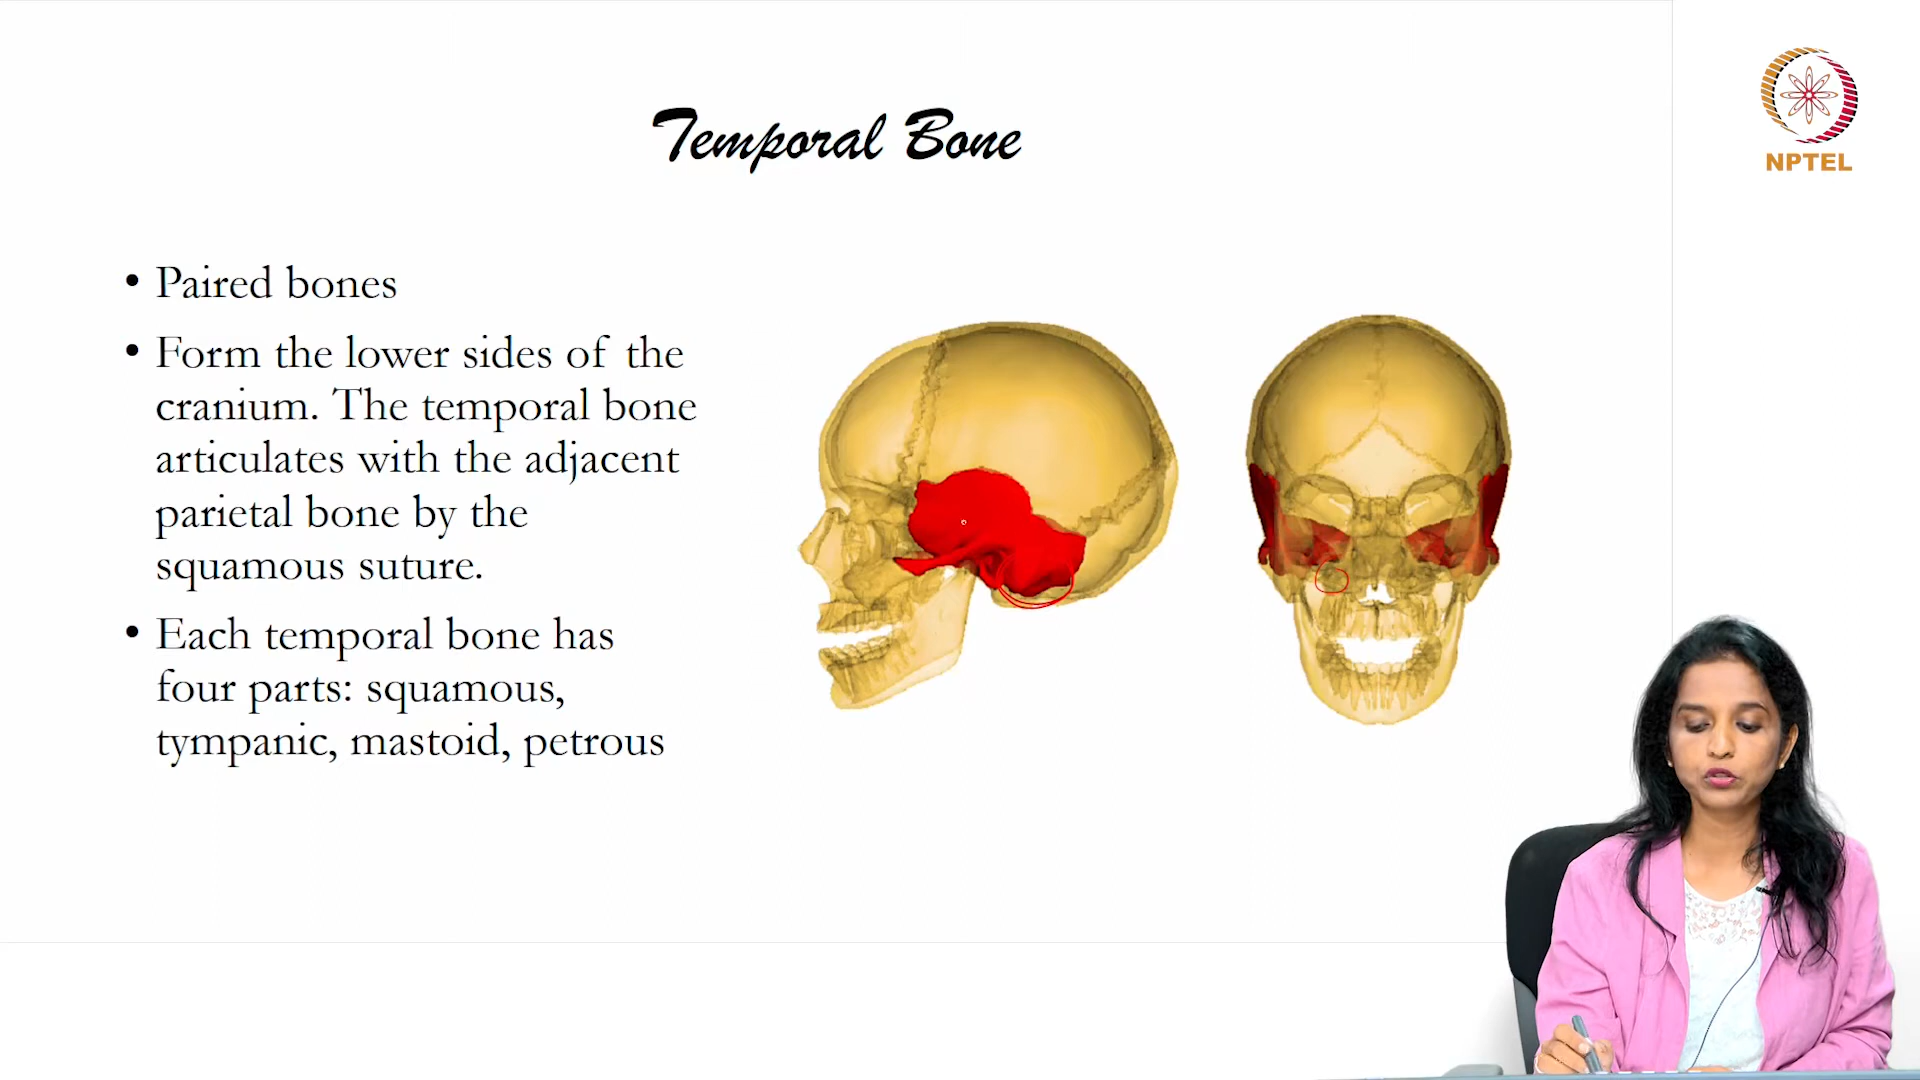 Temporal Bone
NPTEL
• Paired bones
• Form the lower sides of the
cranium. The temporal bone
articulates with the adjacent
parietal bone by the
squamous suture.
• Each temporal bone has
four parts: squamous,
tympanic, mastoid, petrous